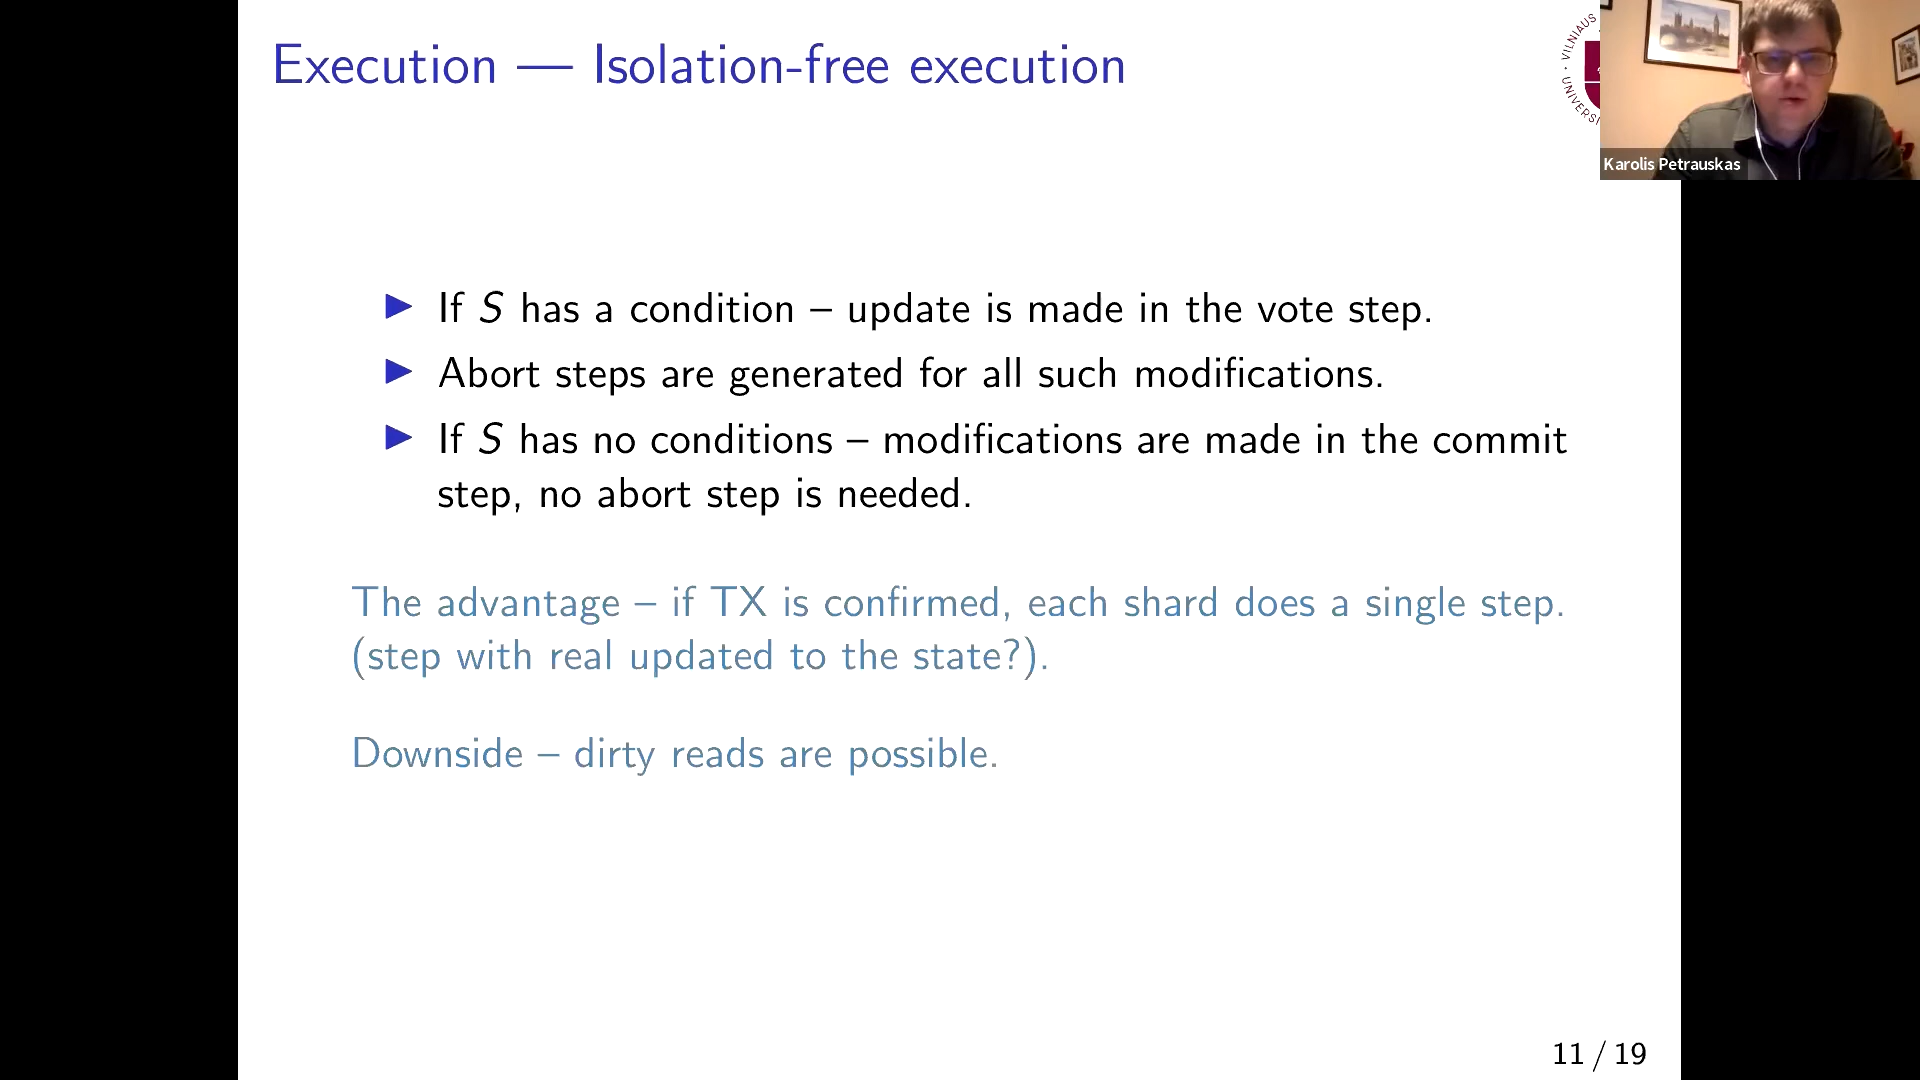 Execution — Isolation-free execution
VILNIAUS
UNIVERSI
Karolis Petrauskas
If S has a condition – update is made in the vote step.
Abort steps are generated for all such modifications.
If S has no conditions – modifications are made in the commit
step, no abort step is needed.
The advantage – if TX is confirmed, each shard does a single step.
(step with real updated to the state?).
Downside – dirty reads are possible.
11 / 19